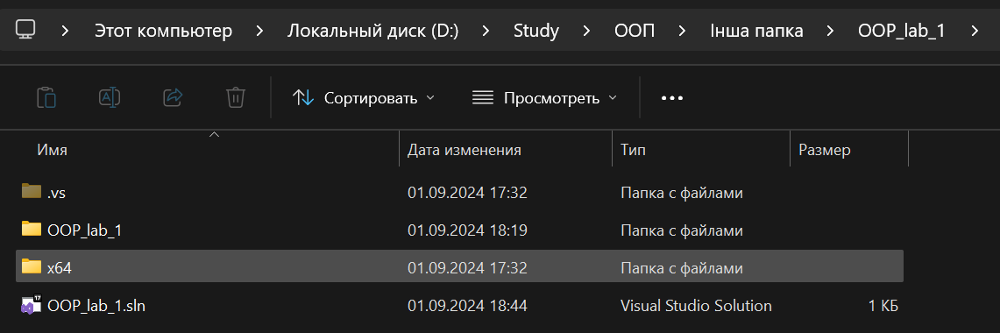 Этот компьютер > Локальный диск (D:) > Study > ООП > Інша папка > OOP_lab_1 >
Сортировать Просмотреть
Имя Дата изменения Тип Размер
.vs 01.09.2024 17:32 Папка с файлами
OOP_lab_1 01.09.2024 18:19 Папка с файлами
x64 01.09.2024 17:32 Папка с файлами
OOP_lab_1.sln 01.09.2024 18:44 Visual Studio Solution 1 КБ